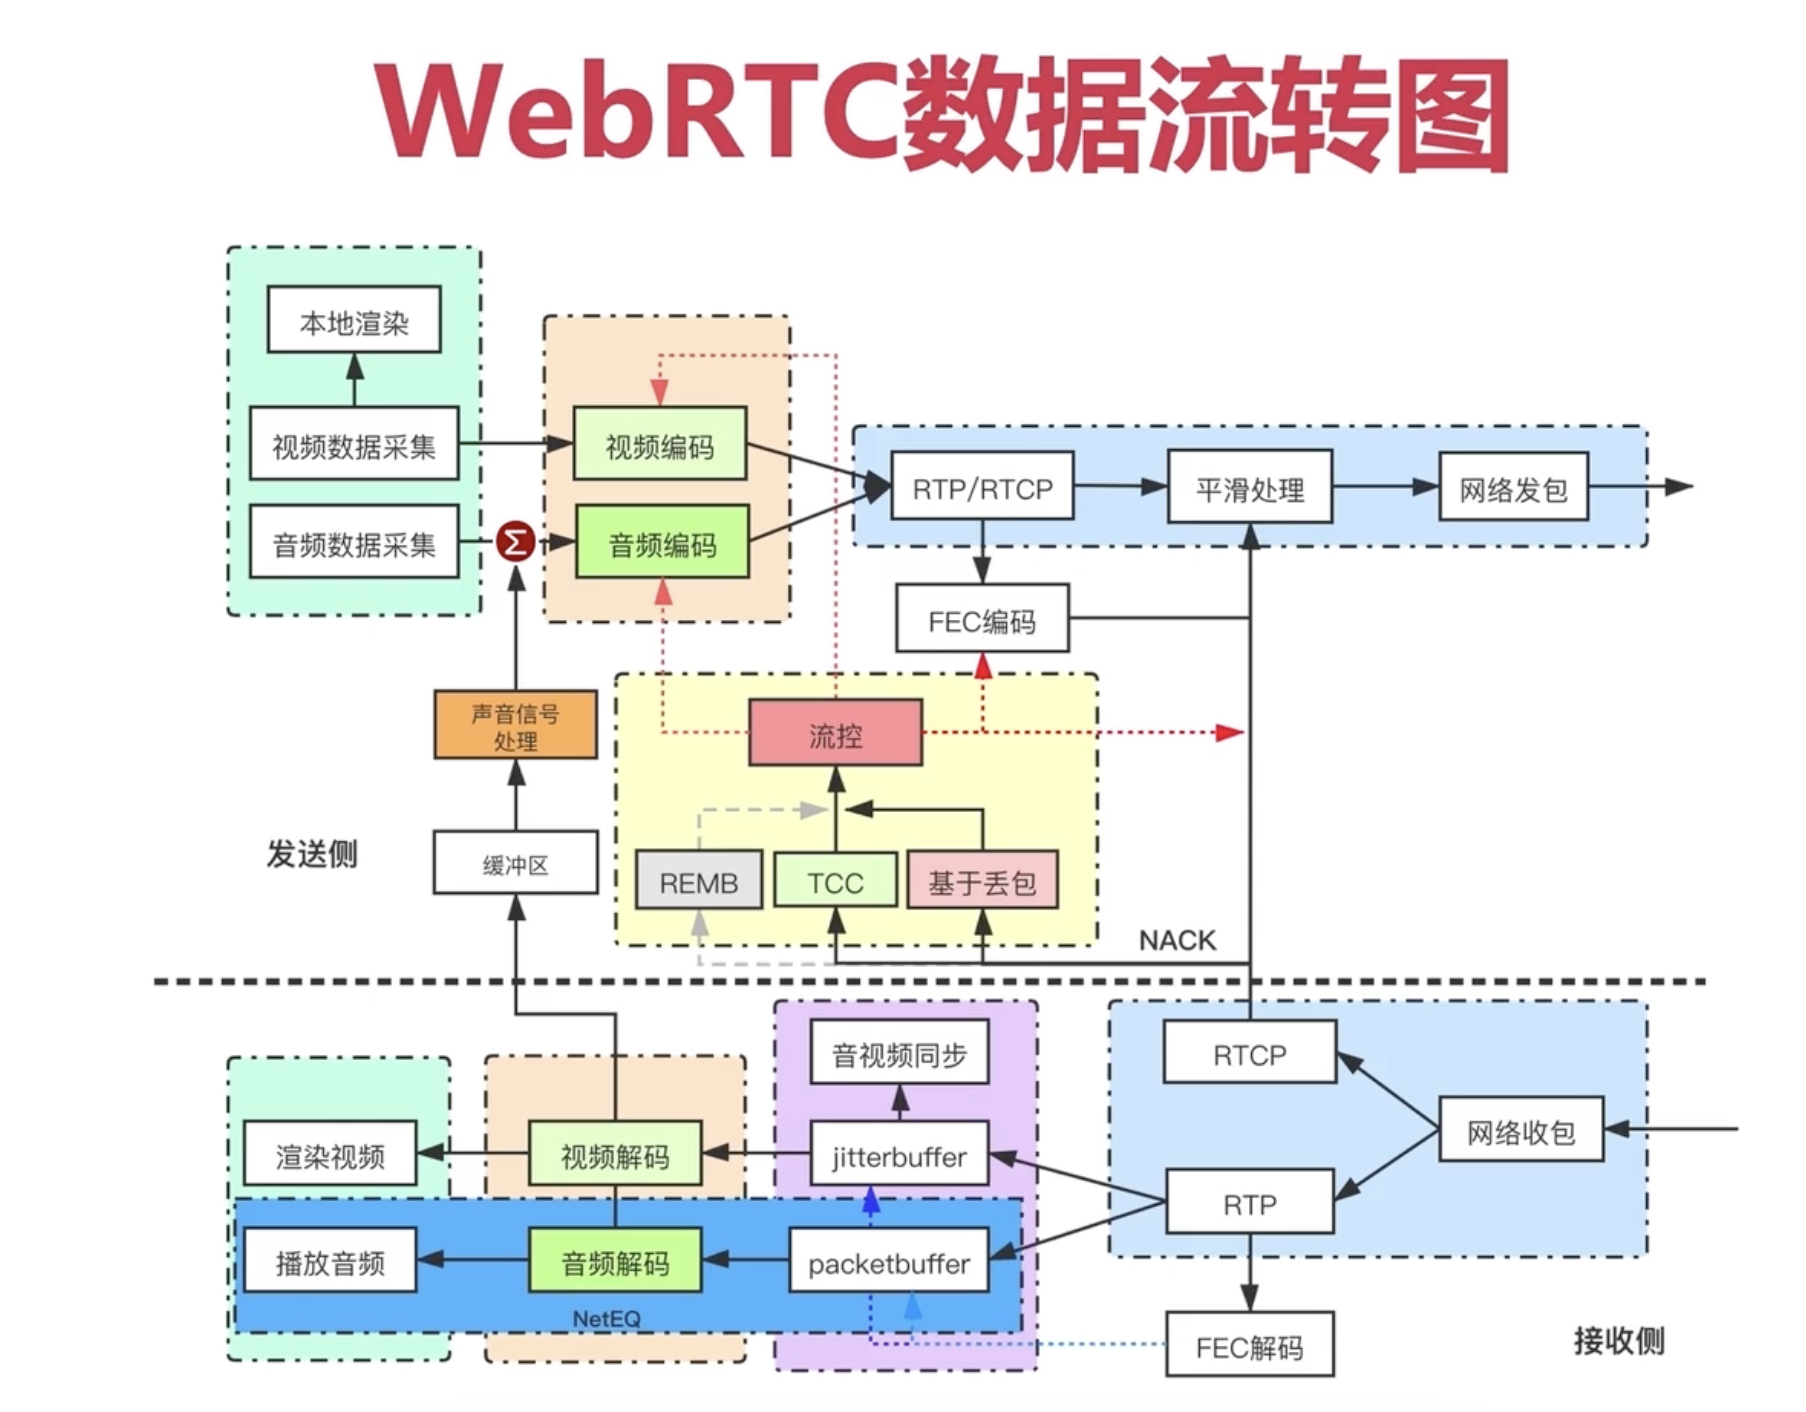 WebRTC数据流转图
本地渲染
视频数据采集
视频编码
RTP/RTCP
平滑处理
网络发包
音频数据采集
Σ
音频编码
FEC编码
声音信号
处理
流控
发送侧
缓冲区
REMB
TCC
基于丢包
NACK
音视频同步
RTCP
网络收包
渲染视频
视频解码
jitterbuffer
RTP
播放音频
音频解码
packetbuffer
NetEQ
FEC解码
接收侧